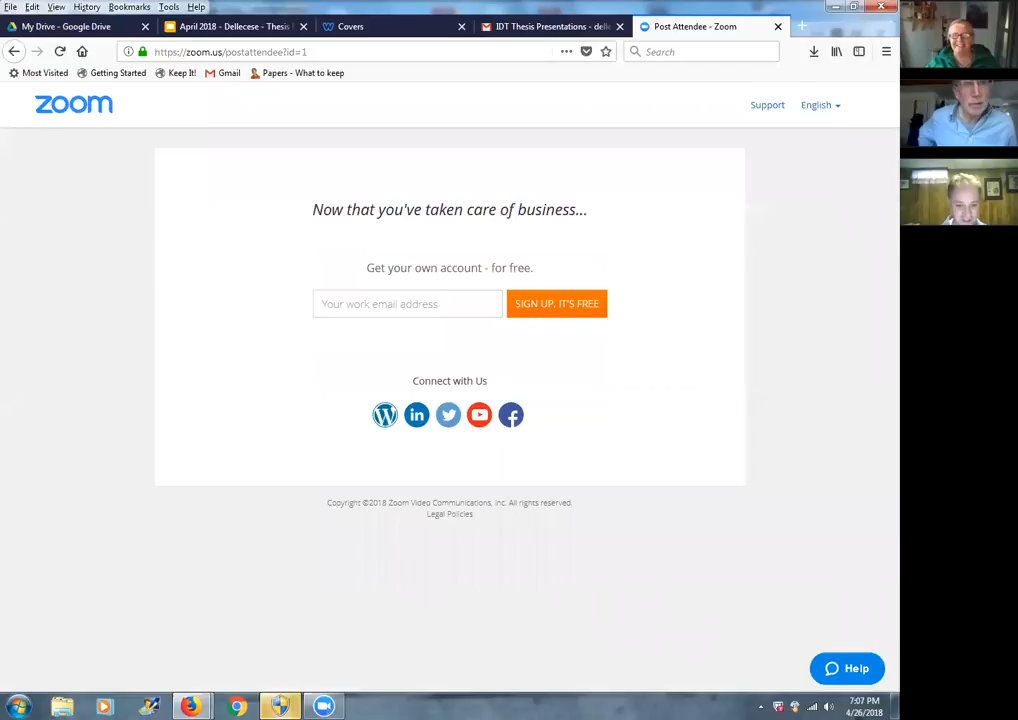 File Edit View History Bookmarks Tools Help
My Drive - Google Drive April 2018 - Dellecese - Thesis Covers IDT Thesis Presentations - delle Post Attendee - Zoom
https://zoom.us/postattendee?id=1 Search
Most Visited Getting Started Keep It! Gmail Papers - What to keep
zoom Support English
Now that you've taken care of business...
Get your own account - for free.
Your work email address SIGN UP, IT'S FREE
Connect with Us
Copyright ©2018 Zoom Video Communications, Inc. All rights reserved.
Legal Policies
Help
7:07 PM
4/26/2018